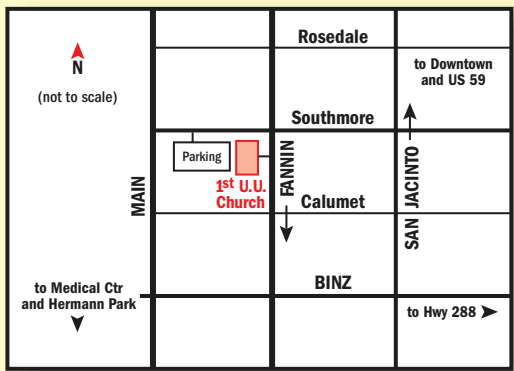 Rosedale
N
(not to scale)
to Downtown
and US 59
Southmore
Parking
1st U.U.
Church
MAIN
FANNIN
SAN JACINTO
Calumet
BINZ
to Medical Ctr
and Hermann Park
to Hwy 288